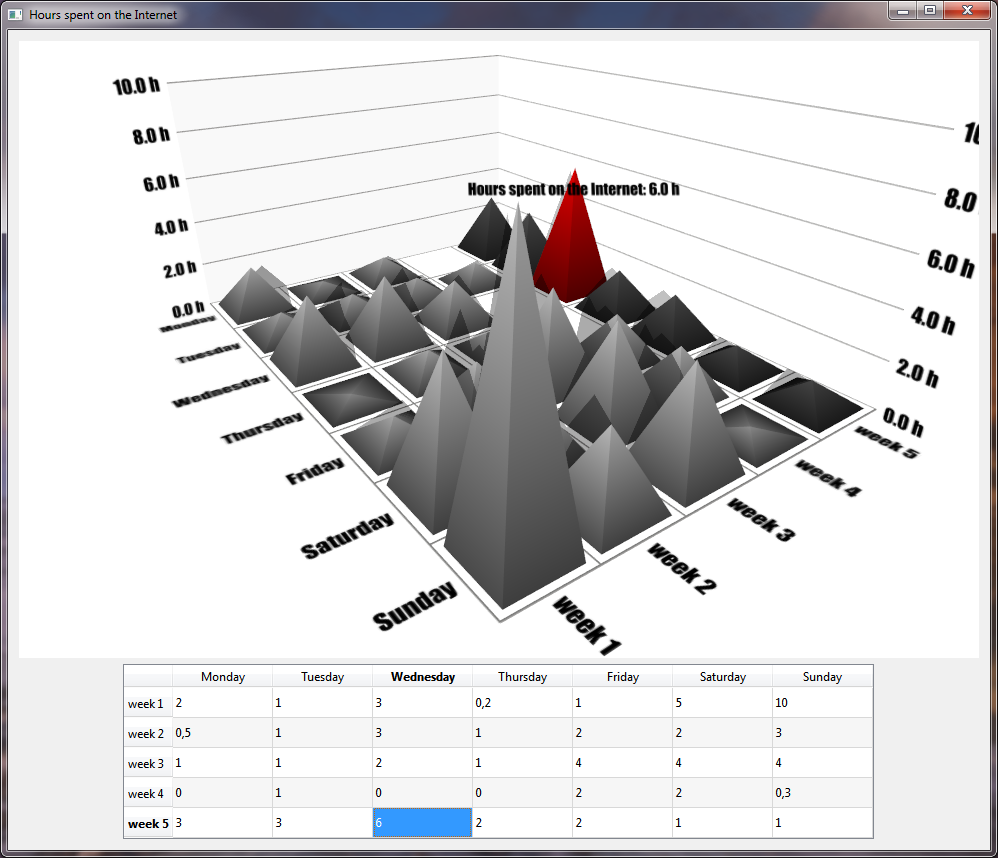 Hours spent on the Internet
10.0 h
8.0 h
6.0 h
4.0 h
2.0 h
0.0 h
Hours spent on the Internet: 6.0 h
10
8.0
6.0 h
4.0 h
2.0 h
0.0 h
Monday
Tuesday
Wednesday
Thursday
Friday
Saturday
Sunday
week 5
week 4
week 3
week 2
week 1
Monday Tuesday Wednesday Thursday Friday Saturday Sunday
week 1 2 1 3 0,2 1 5 10
week 2 0,5 1 3 1 2 2 3
week 3 1 1 2 1 4 4 4
week 4 0 1 0 0 2 2 0,3
week 5 3 3 6 2 2 1 1